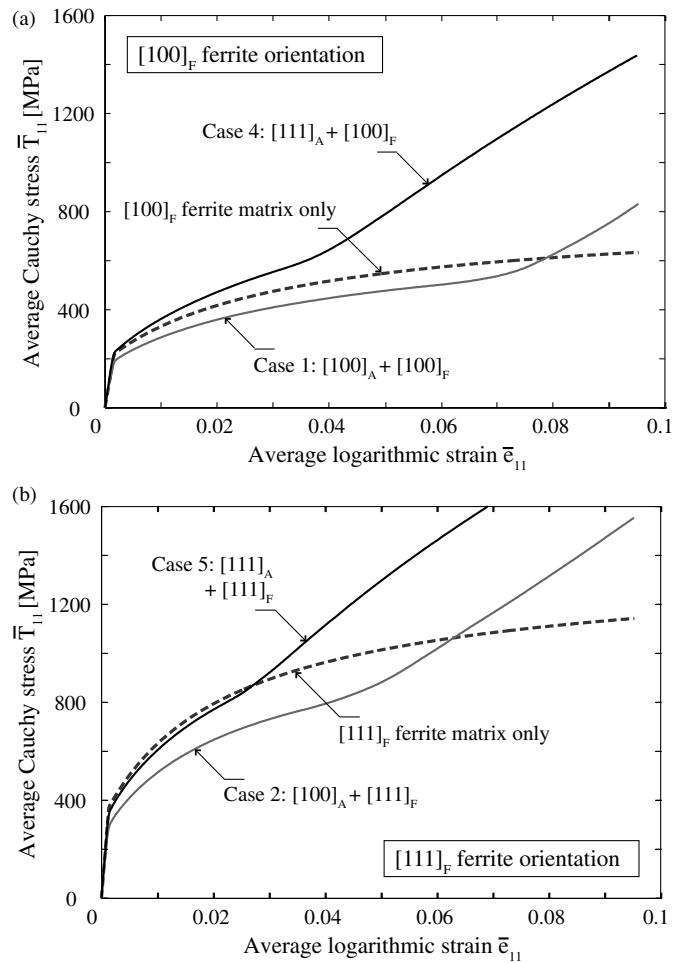 (a)
1600
1200
800
400
0
Average Cauchy stress T̅₁₁ [MPa]
[100]F ferrite orientation
Case 4: [111]A + [100]F
[100]F ferrite matrix only
Case 1: [100]A + [100]F
0 0.02 0.04 0.06 0.08 0.1
Average logarithmic strain e̅₁₁
(b)
1600
1200
800
400
0
Average Cauchy stress T̅₁₁ [MPa]
Case 5: [111]A
+ [111]F
[111]F ferrite matrix only
Case 2: [100]A + [111]F
[111]F ferrite orientation
0 0.02 0.04 0.06 0.08 0.1
Average logarithmic strain e̅₁₁